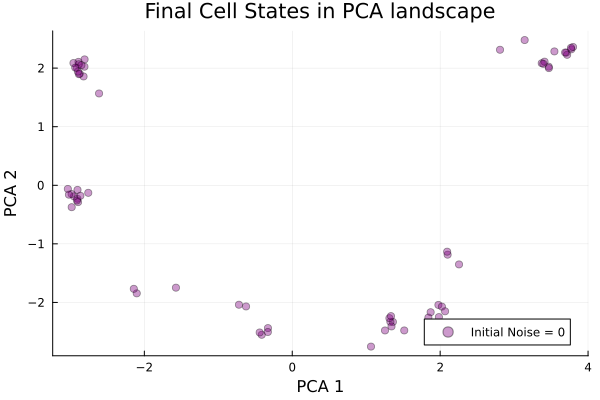 Final Cell States in PCA landscape
PCA 2
2
1
0
−1
−2
Initial Noise = 0
−2
0
2
4
PCA 1